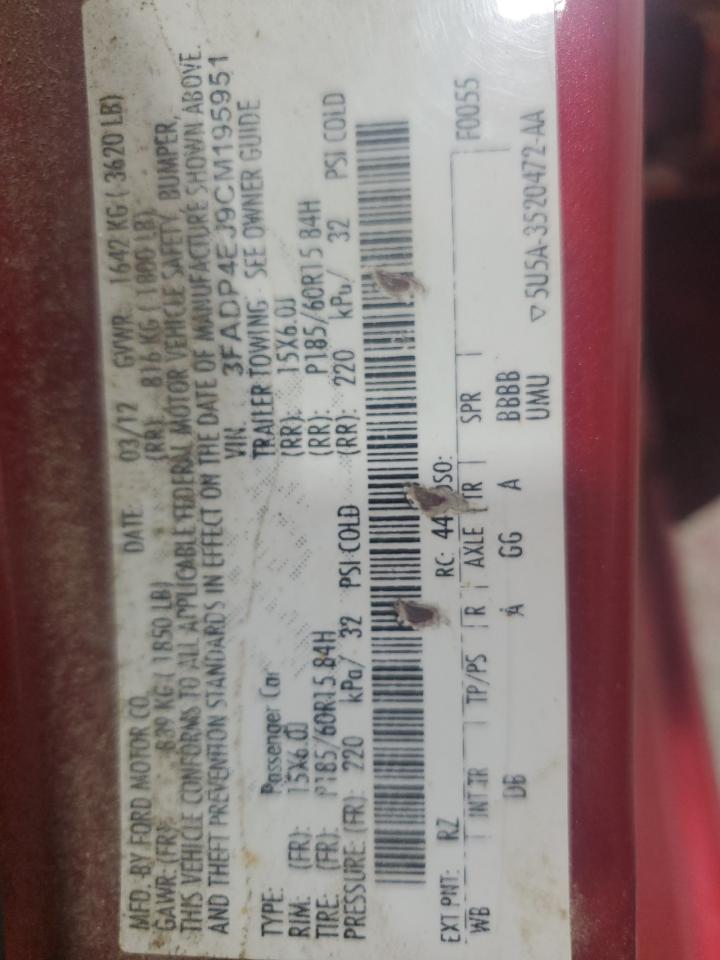 MFD. BY FORD MOTOR CO. DATE: 03/12 GVWR: 1642 KG ( 3620 LB)
GAWR: (FR): 839 KG ( 1850 LB) (RR): 816 KG ( 1800 LB)
THIS VEHICLE CONFORMS TO ALL APPLICABLE FEDERAL MOTOR VEHICLE SAFETY, BUMPER,
AND THEFT PREVENTION STANDARDS IN EFFECT ON THE DATE OF MANUFACTURE SHOWN ABOVE.
VIN: 3FADP4EJ9CM195951
TYPE: Passenger Car TRAILER TOWING - SEE OWNER GUIDE
RIM: (FR): 15X6.0J (RR): 15X6.0J
TIRE: (FR): P185/60R15 84H (RR): P185/60R15 84H
PRESSURE: (FR): 220 kPa/ 32 PSI COLD (RR): 220 kPa/ 32 PSI COLD
EXT PNT: RZ RC: 44 DSO: F0055
WB INT TR TP/PS R AXLE TR SPR
D6 A GG A BBBB
UMU ▽5U5A-3520472-AA